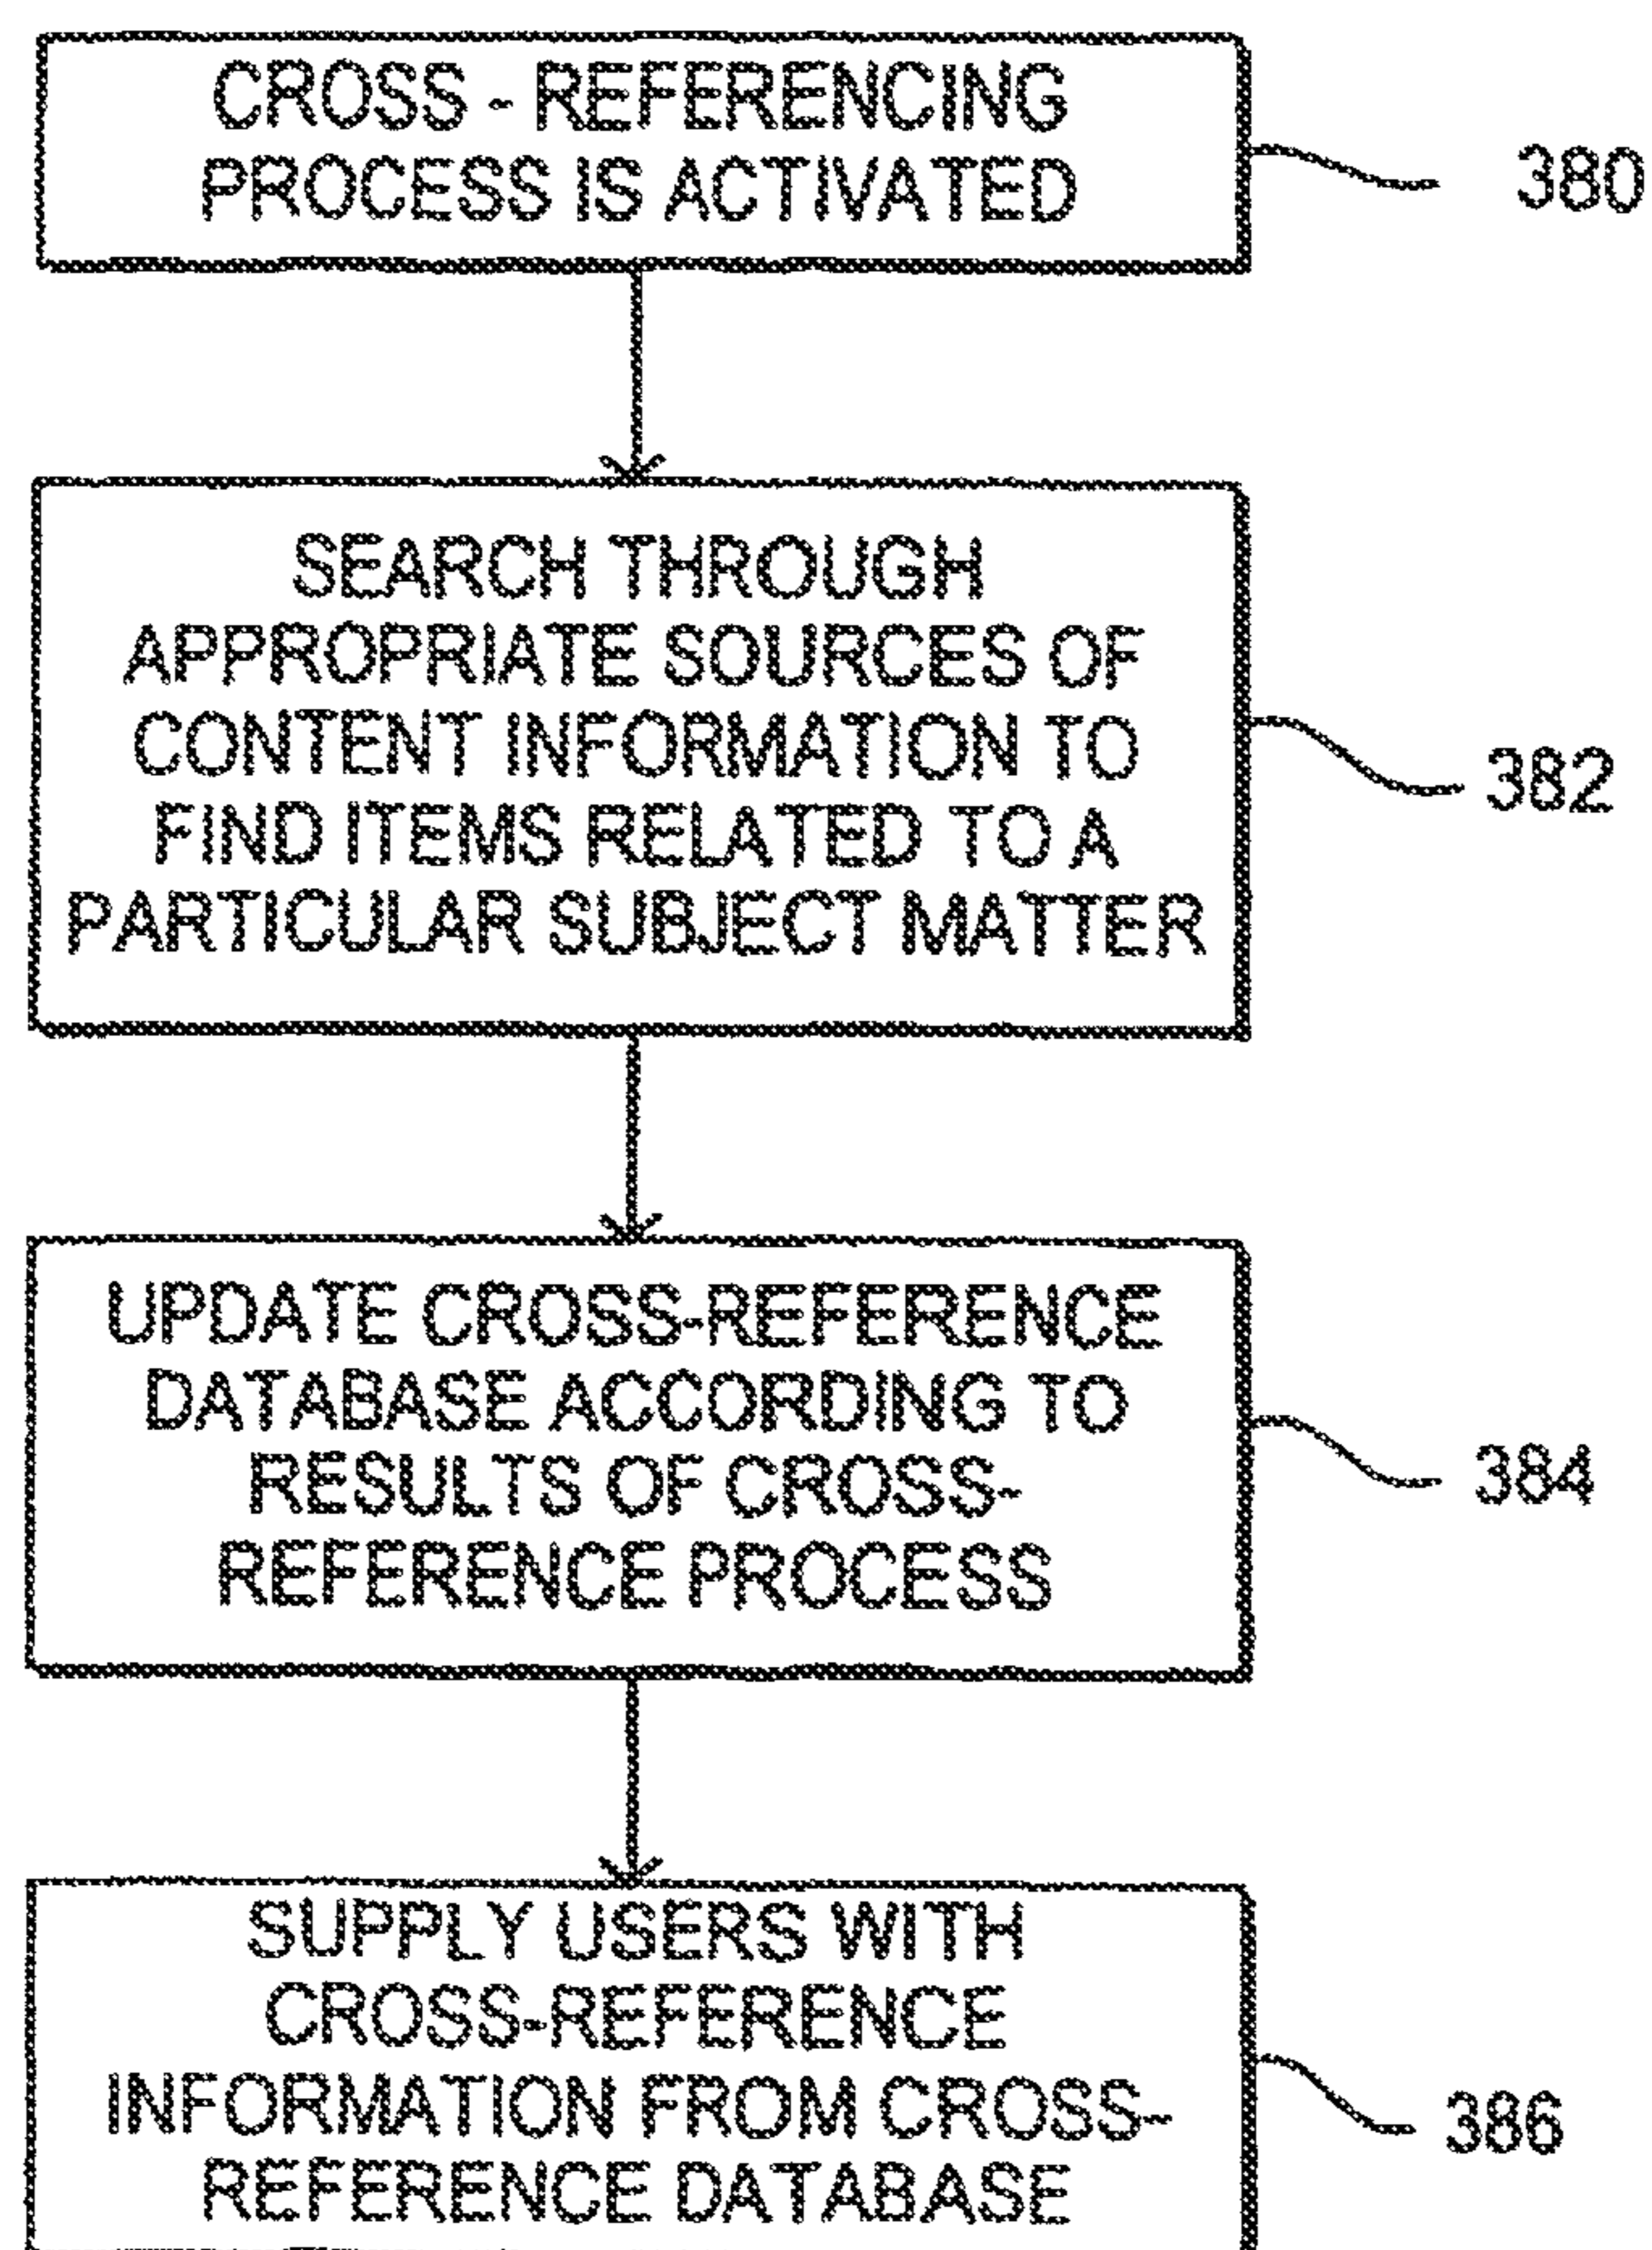 CROSS - REFERENCING
PROCESS IS ACTIVATED
380
SEARCH THROUGH
APPROPRIATE SOURCES OF
CONTENT INFORMATION TO
FIND ITEMS RELATED TO A
PARTICULAR SUBJECT MATTER
382
UPDATE CROSS-REFERENCE
DATABASE ACCORDING TO
RESULTS OF CROSS-
REFERENCE PROCESS
384
SUPPLY USERS WITH
CROSS-REFERENCE
INFORMATION FROM CROSS-
REFERENCE DATABASE
386